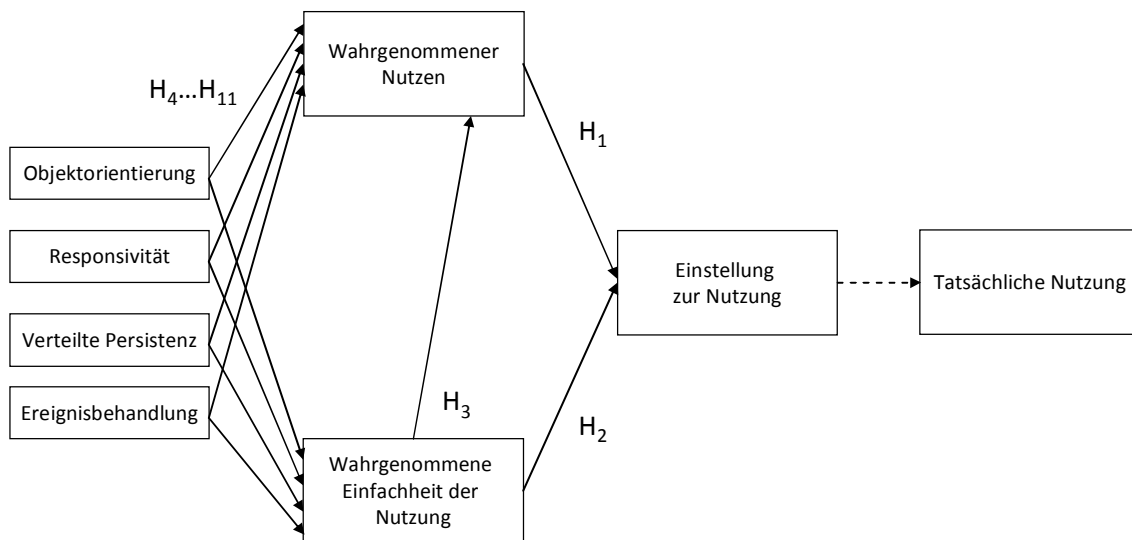 Wahrgenommener
Nutzen
H₄...H₁₁
H₁
Objektorientierung
Responsivität
Einstellung
zur Nutzung
Tatsächliche Nutzung
Verteilte Persistenz
Ereignisbehandlung
H₃
H₂
Wahrgenommene
Einfachheit der
Nutzung